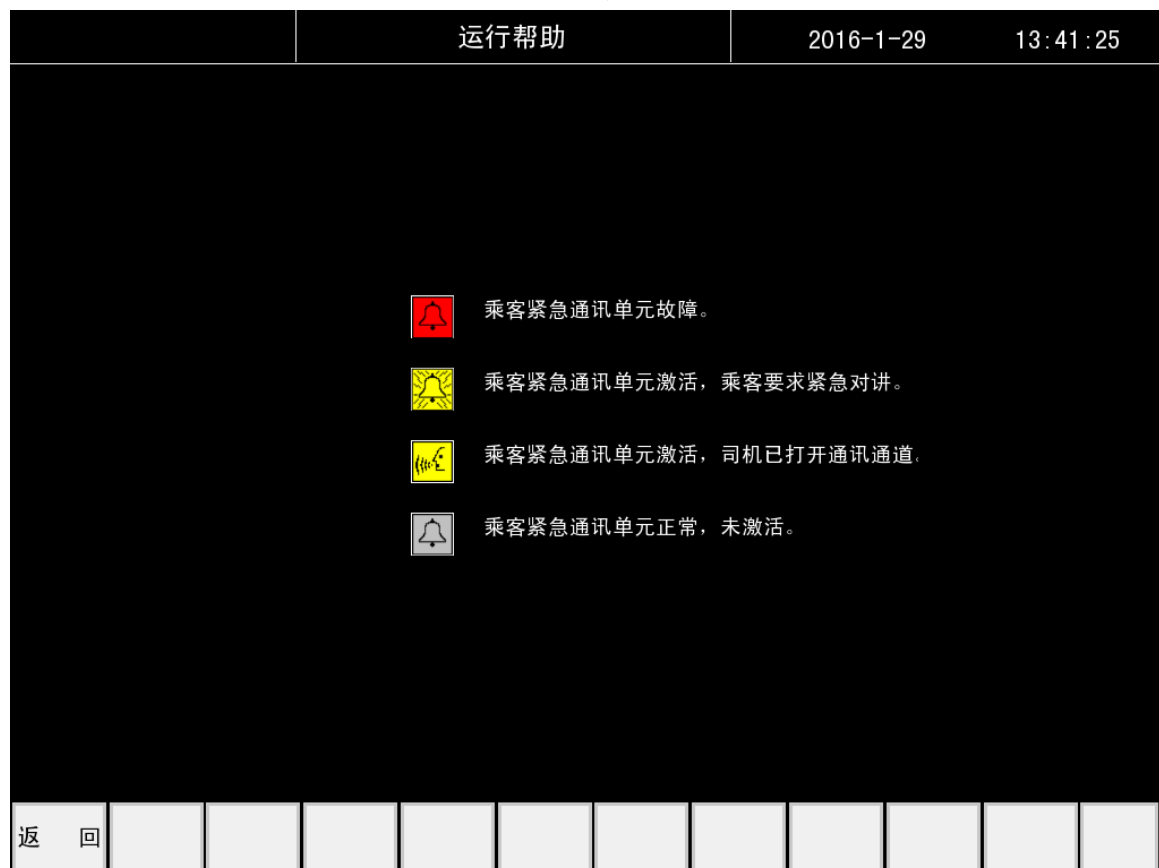 运行帮助 2016-1-29 13:41:25
乘客紧急通讯单元故障。
乘客紧急通讯单元激活，乘客要求紧急对讲。
乘客紧急通讯单元激活，司机已打开通讯通道。
乘客紧急通讯单元正常，未激活。
返 回